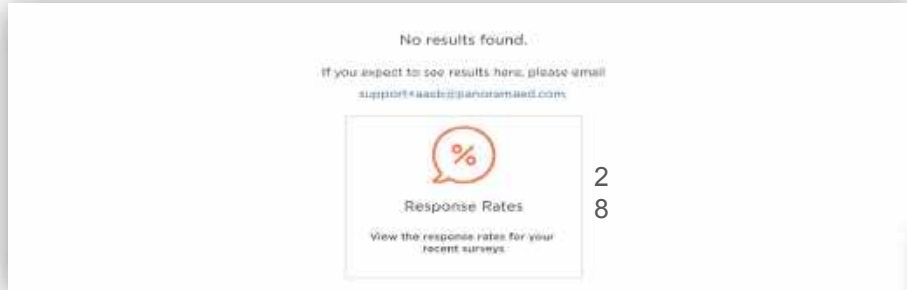 No results found.
If you expect to see results here, please email
support+aasb@panoramaed.com
%
Response Rates
View the response rates for your
recent surveys
2
8